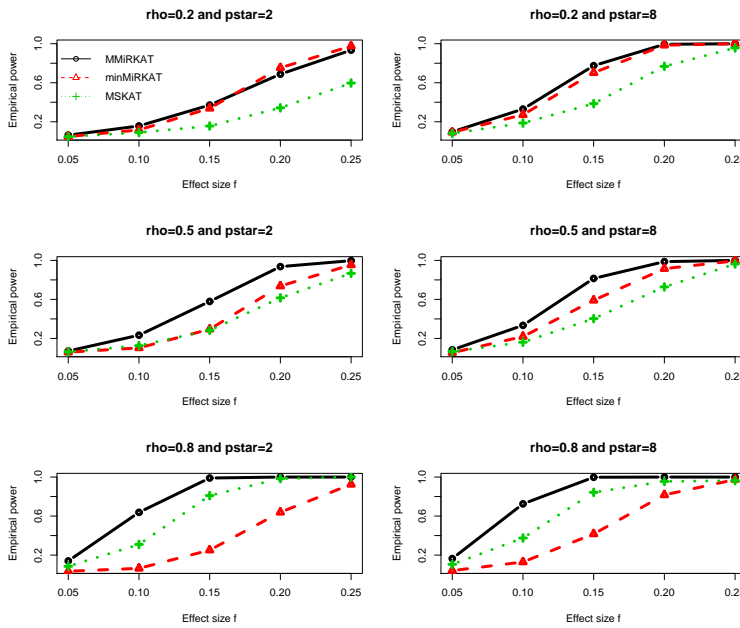 rho=0.2 and pstar=2
Empirical power
0.2
0.6
1.0
MMiRKAT
minMiRKAT
MSKAT
0.05 0.10 0.15 0.20 0.25
Effect size f
rho=0.2 and pstar=8
Empirical power
0.2
0.6
1.0
0.05 0.10 0.15 0.20 0.25
Effect size f
rho=0.5 and pstar=2
Empirical power
0.2
0.6
1.0
0.05 0.10 0.15 0.20 0.25
Effect size f
rho=0.5 and pstar=8
Empirical power
0.2
0.6
1.0
0.05 0.10 0.15 0.20 0.25
Effect size f
rho=0.8 and pstar=2
Empirical power
0.2
0.6
1.0
0.05 0.10 0.15 0.20 0.25
Effect size f
rho=0.8 and pstar=8
Empirical power
0.2
0.6
1.0
0.05 0.10 0.15 0.20 0.25
Effect size f